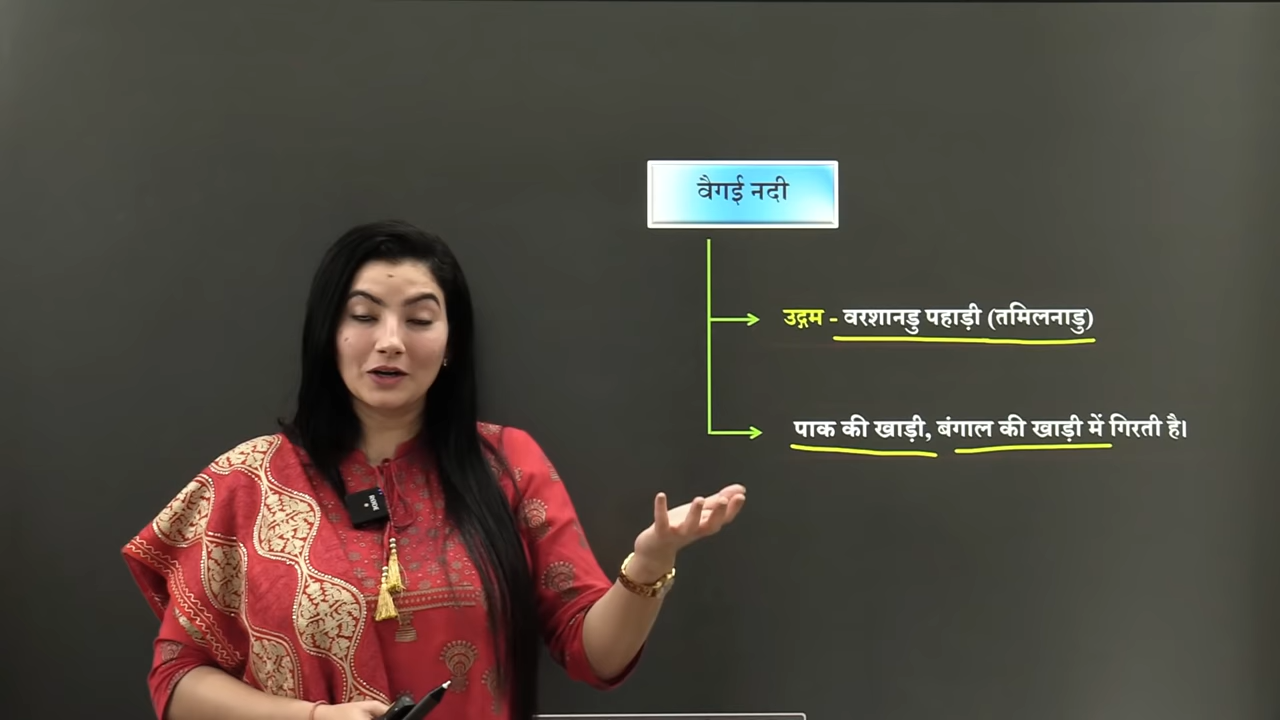 वैगई नदी
उद्गम - वरशानडु पहाड़ी (तमिलनाडु)
पाक की खाड़ी, बंगाल की खाड़ी में गिरती है।